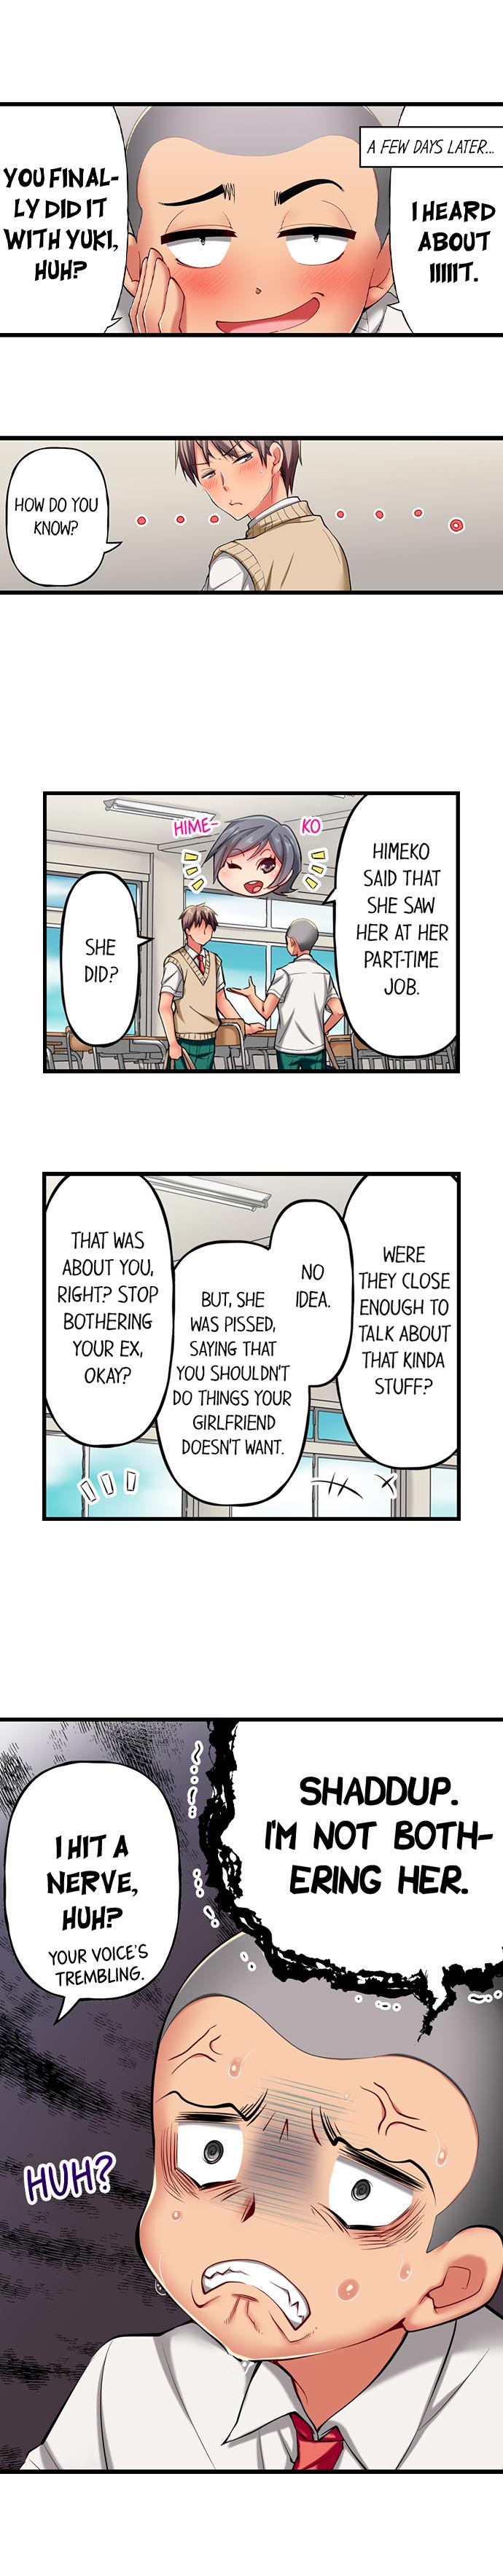 A FEW DAYS LATER...
I HEARD
ABOUT
IIIIIT.
YOU FINAL-
LY DID IT
WITH YUKI,
HUH?
HOW DO YOU
KNOW?
HIMEKO
SAID THAT
SHE SAW
HER AT HER
PART-TIME
JOB.
HIME-
KO
SHE
DID?
WERE
THEY CLOSE
ENOUGH TO
TALK ABOUT
THAT KINDA
STUFF?
NO
IDEA.
BUT, SHE
WAS PISSED,
SAYING THAT
YOU SHOULDN'T
DO THINGS YOUR
GIRLFRIEND
DOESN'T WANT.
THAT WAS
ABOUT YOU,
RIGHT? STOP
BOTHERING
YOUR EX,
OKAY?
SHADDUP.
I'M NOT BOTH-
ERING HER.
I HIT A
NERVE,
HUH?
YOUR VOICE'S
TREMBLING.
HUH?